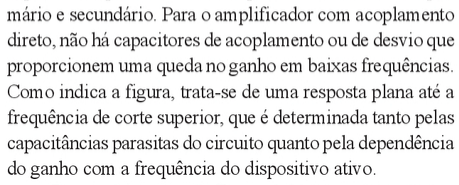 mário e secundário. Para o amplificador com acoplamento
direto, não há capacitores de acoplamento ou de desvio que
proporcionem uma queda no ganho em baixas frequências.
Como indica a figura, trata-se de uma resposta plana até a
frequência de corte superior, que é determinada tanto pelas
capacitâncias parasitas do circuito quanto pela dependência
do ganho com a frequência do dispositivo ativo.